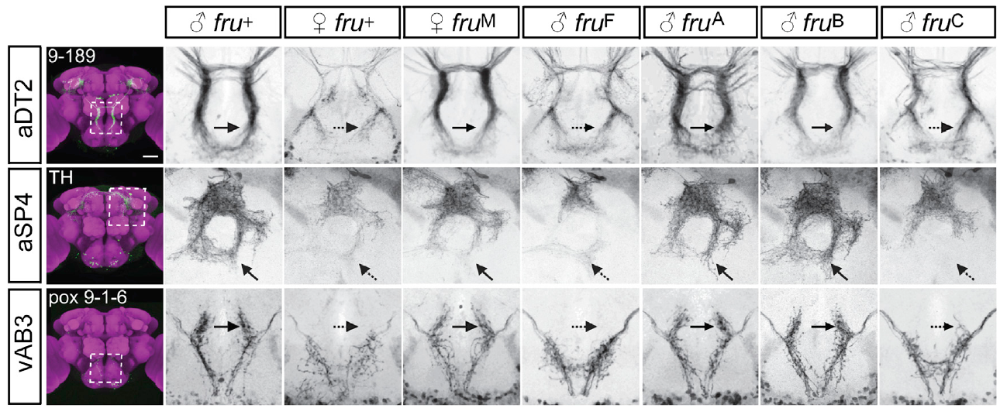 ♂ fru+ ♀ fru+ ♀ fruM ♂ fruF ♂ fruA ♂ fruB ♂ fruC
aDT2
9-189
aSP4
TH
vAB3
pox 9-1-6